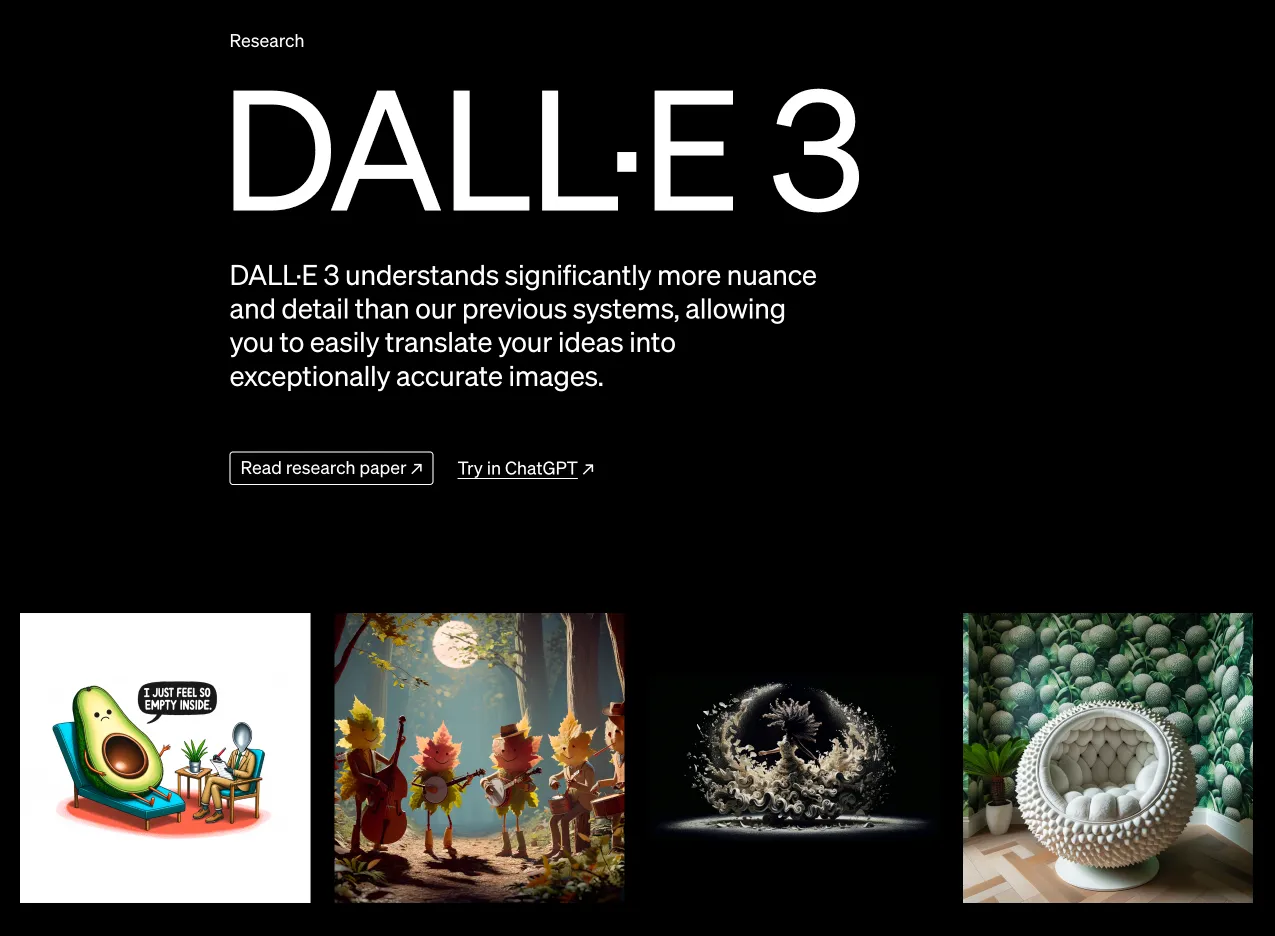 Research
DALL·E 3
DALL·E 3 understands significantly more nuance
and detail than our previous systems, allowing
you to easily translate your ideas into
exceptionally accurate images.
Read research paper ↗
Try in ChatGPT ↗
I JUST FEEL SO
EMPTY INSIDE.